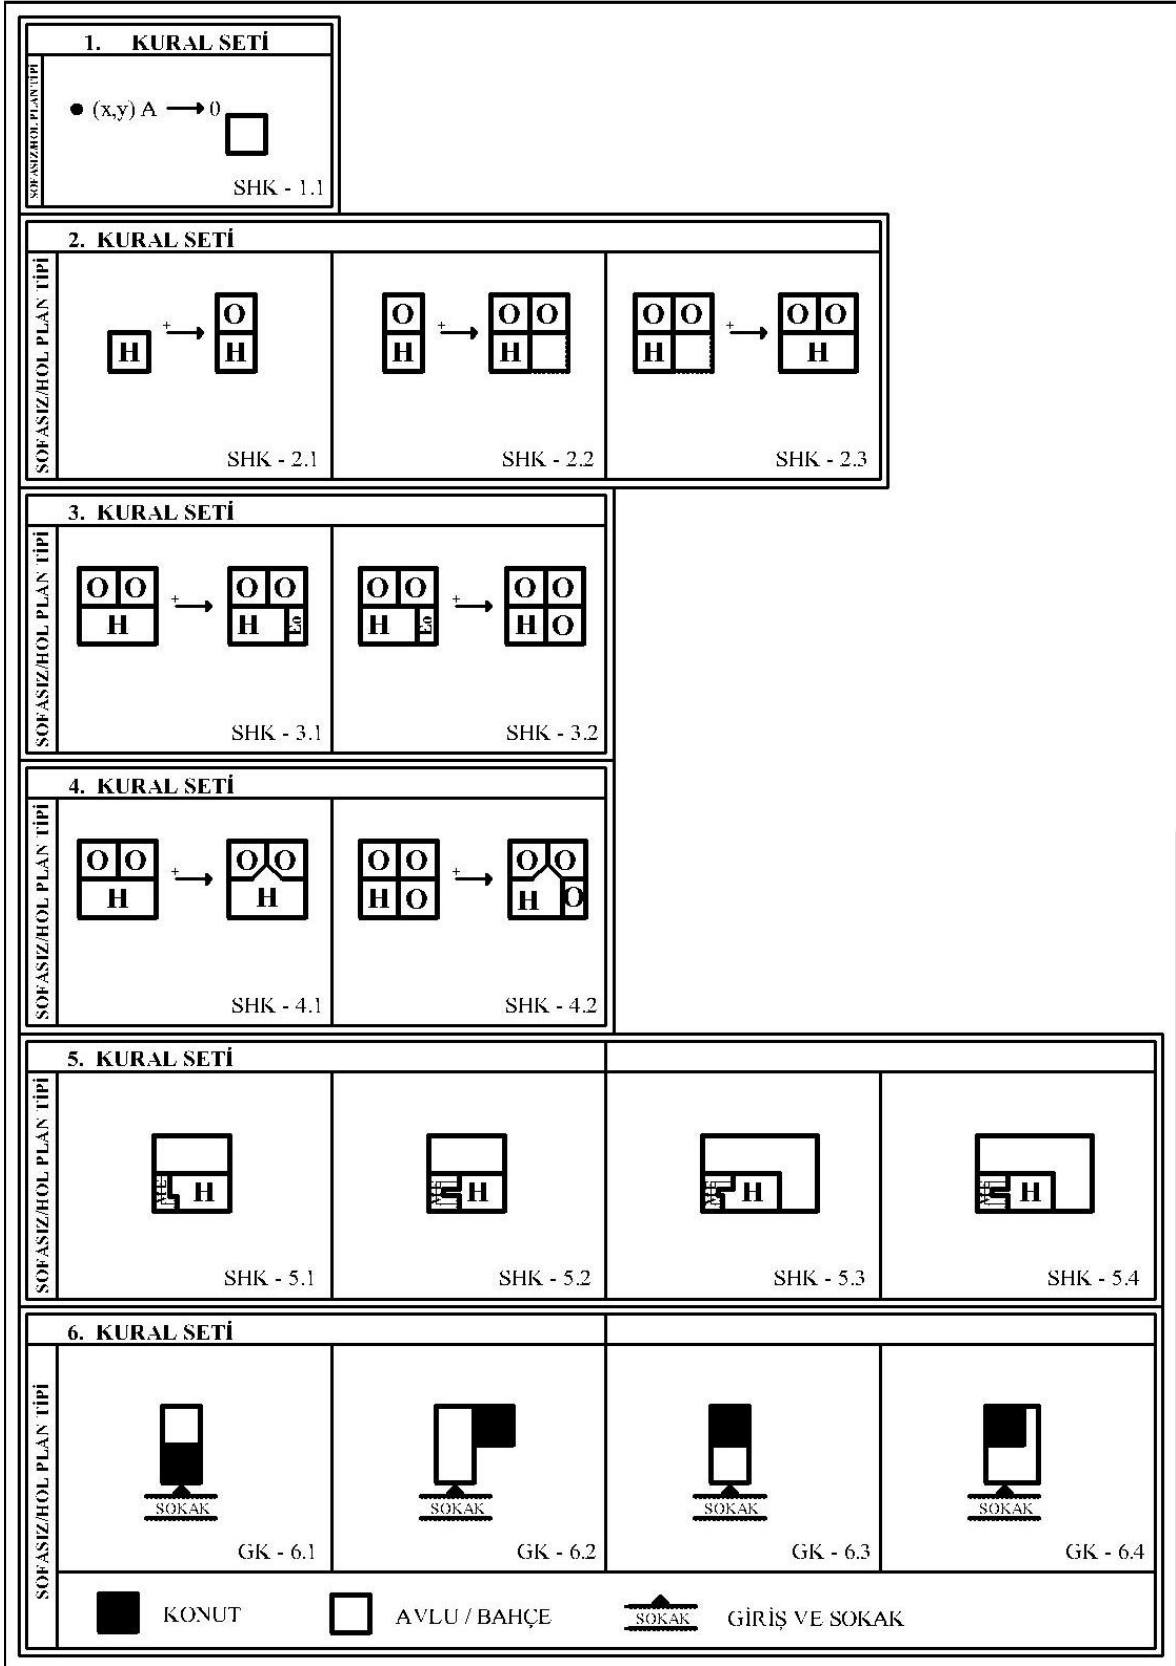 1. KURAL SETİ
SOFASIZ/HOL PLAN TİPİ
(x,y) A 0
SHK - 1.1
2. KURAL SETİ
SOFASIZ/HOL PLAN TİPİ
H + O H
SHK - 2.1
O H + O O H
SHK - 2.2
O O H + O O H
SHK - 2.3
3. KURAL SETİ
SOFASIZ/HOL PLAN TİPİ
O O H + O O H Eo
SHK - 3.1
O O H Eo + O O H O
SHK - 3.2
4. KURAL SETİ
SOFASIZ/HOL PLAN TİPİ
O O H + O O H
SHK - 4.1
O O H O + O O H O
SHK - 4.2
5. KURAL SETİ
SOFASIZ/HOL PLAN TİPİ
H
SHK - 5.1
H
SHK - 5.2
H
SHK - 5.3
H
SHK - 5.4
6. KURAL SETİ
SOFASIZ/HOL PLAN TİPİ
SOKAK
GK - 6.1
SOKAK
GK - 6.2
SOKAK
GK - 6.3
SOKAK
GK - 6.4
KONUT
AVLU / BAHÇE
SOKAK
GİRİŞ VE SOKAK